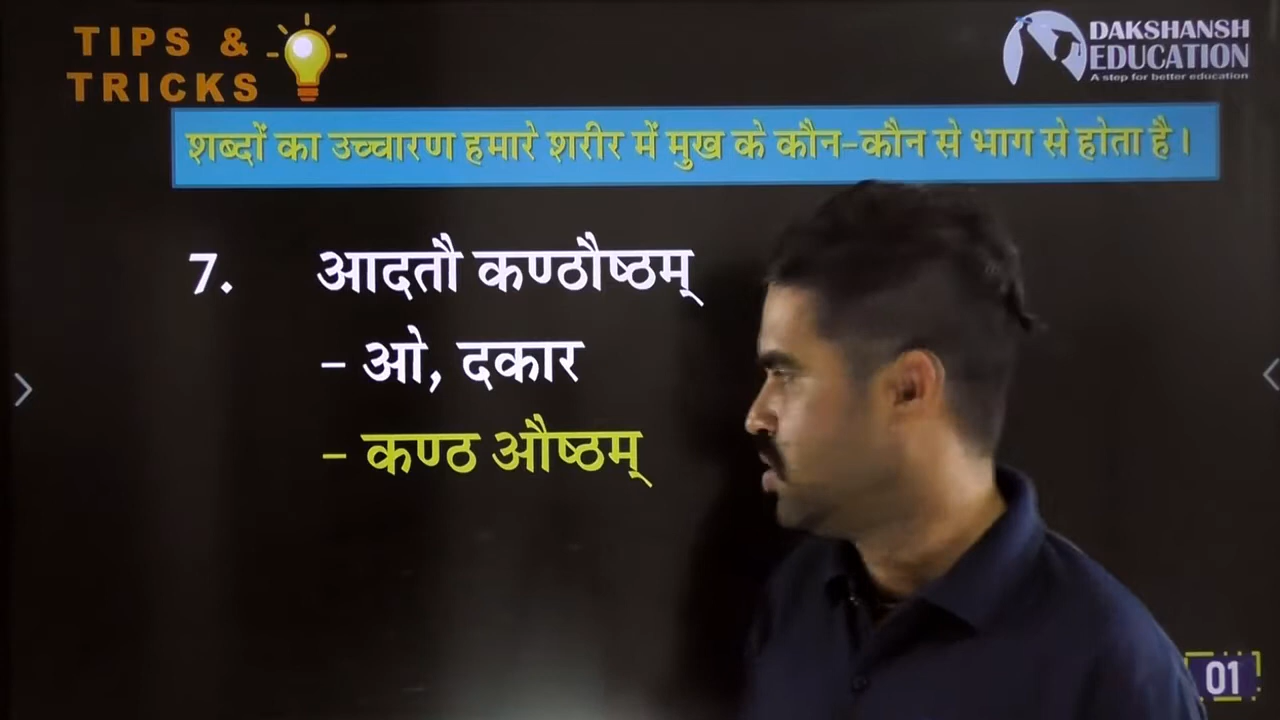 TIPS &
TRICKS
DAKSHANSH
EDUCATION
A step for better education
शब्दों का उच्चारण हमारे शरीर में मुख के कौन-कौन से भाग से होता है।
7. आदतौ कण्ठौष्ठम्
- ओ, दकार
- कण्ठ औष्ठम्
01